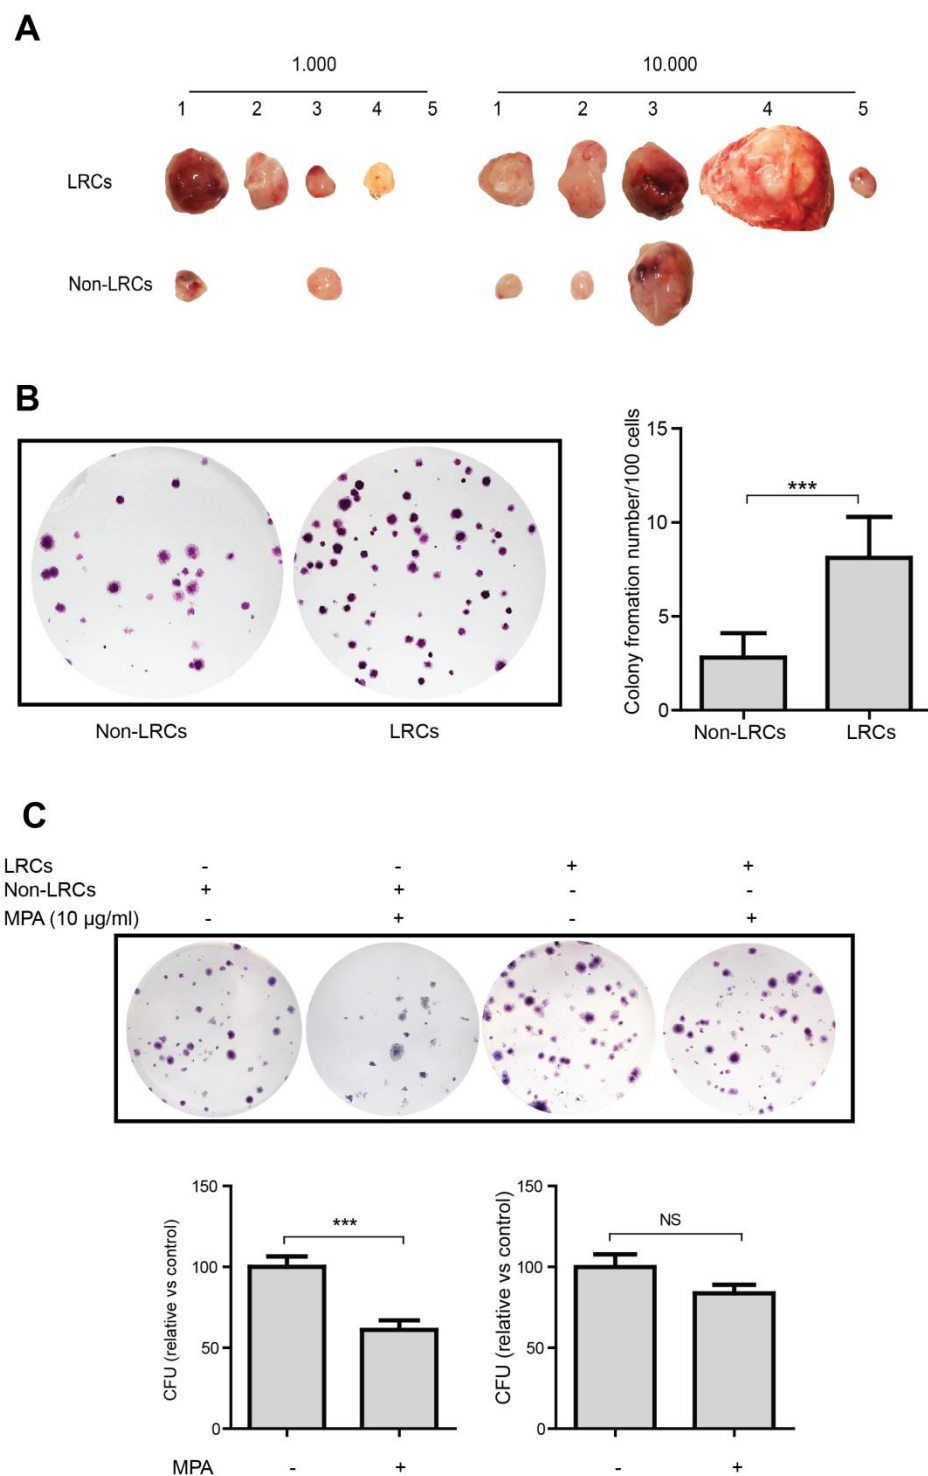 A
1.000 10.000
1 2 3 4 5 1 2 3 4 5
LRCs
Non-LRCs
B
Non-LRCs LRCs
Colony fromation number/100 cells
15
10
5
0
***
Non-LRCs LRCs
C
LRCs - - + +
Non-LRCs + + - -
MPA (10 µg/ml) - + - +
CFU (relative vs control)
150
100
50
0
***
CFU (relative vs control)
150
100
50
0
NS
MPA - + - +